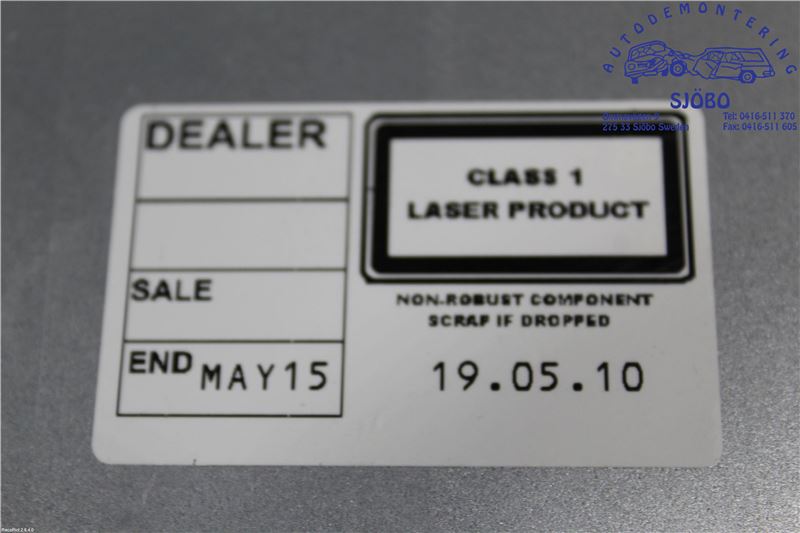 AUTODEMONTERING
SJÖBO
275 33 Sjöbo Sweden
Tel: 0416-511 370
Fax: 0416-511 605
DEALER
SALE
END MAY15
CLASS 1
LASER PRODUCT
NON-ROBUST COMPONENT
SCRAP IF DROPPED
19.05.10